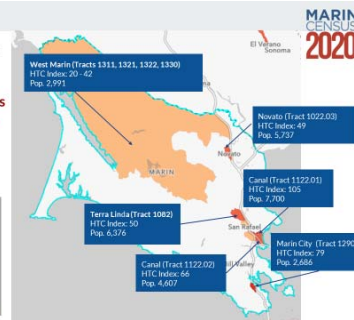 MARIN
CENSUS
2020
El Verano
Sonoma
West Marin (Tracts 1311, 1321, 1322, 1330)
HTC Index: 20 - 42
Pop. 2,991
s
Novato (Tract 1022.03)
HTC Index: 49
Pop. 5,737
Novato
MARIN
Canal (Tract 1122.01)
HTC Index: 105
Pop. 7,700
Terra Linda (Tract 1082)
HTC Index: 50
Pop. 6,376
San Rafael
Marin City (Tract 1290
HTC Index: 79
Pop. 2,686
Canal (Tract 1122.02)
HTC Index: 66
Pop. 4,607
ill Valley